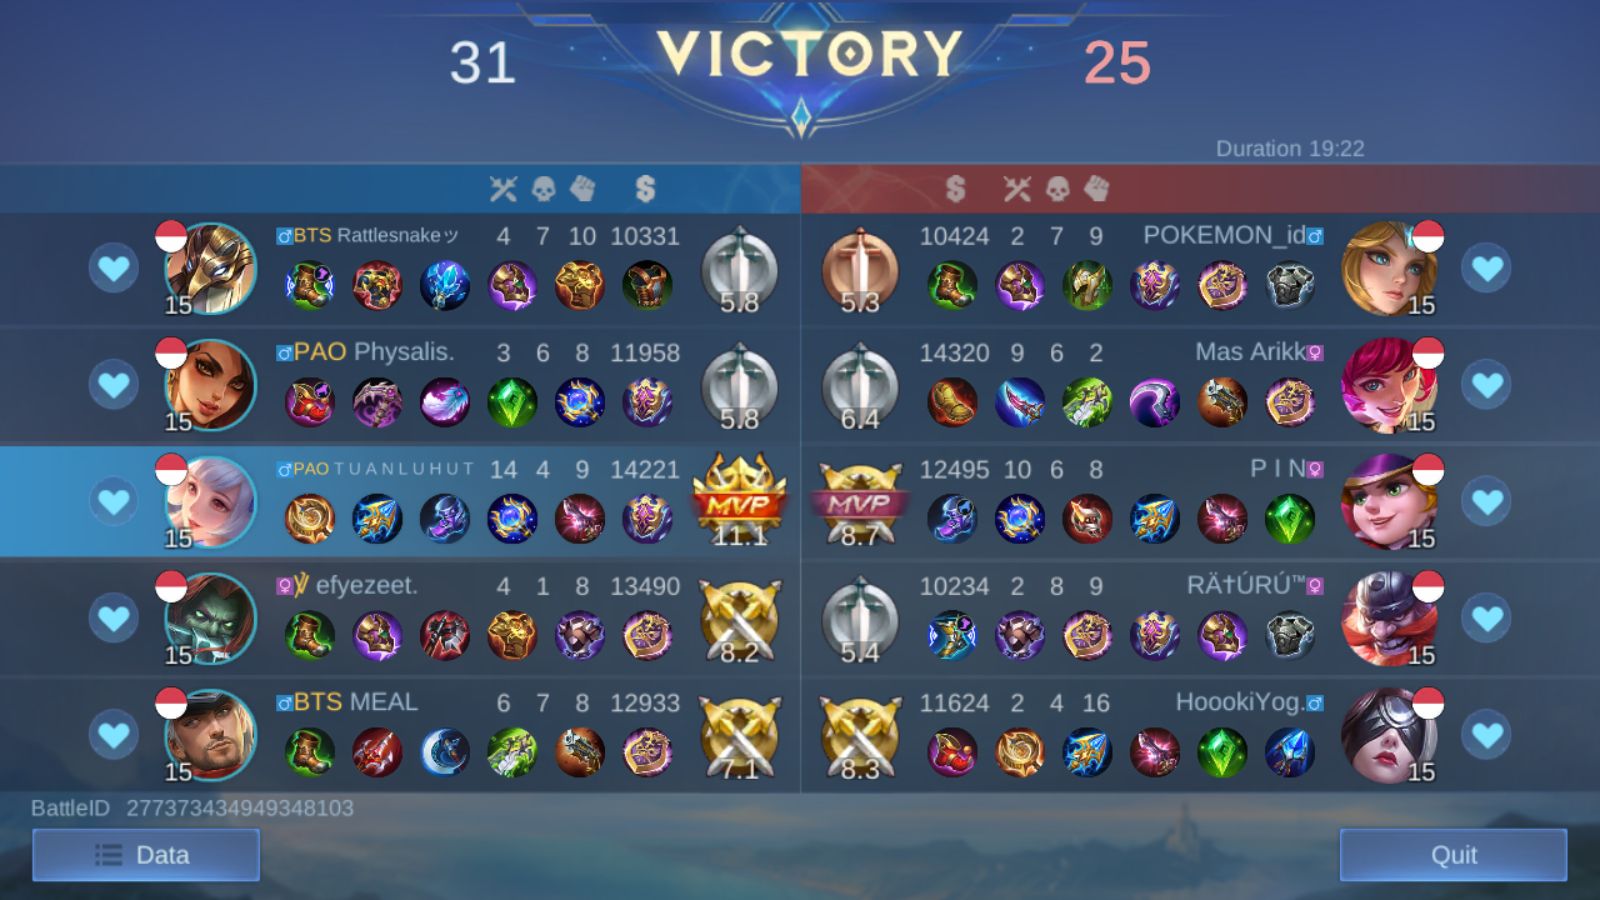 31 VICTORY 25
Duration 19:22
BTS Rattlesnakeッ 4 7 10 10331
15 5.8
5.3 10424 2 7 9 POKEMON_id
15
PAO Physalis. 3 6 8 11958
15 5.8
6.4 14320 9 6 2 Mas Arikk
15
PAO T U A N L U H U T 14 4 9 14221
15 MVP 11.1
MVP 8.7 12495 10 6 8 P I N
15
efyezeet. 4 1 8 13490
15 8.2
5.4 10234 2 8 9 RÄ†ÚRÚ™
15
BTS MEAL 6 7 8 12933
15 7.1
8.3 11624 2 4 16 HoookiYog.
15
BattleID 277373434949348103
Data
Quit